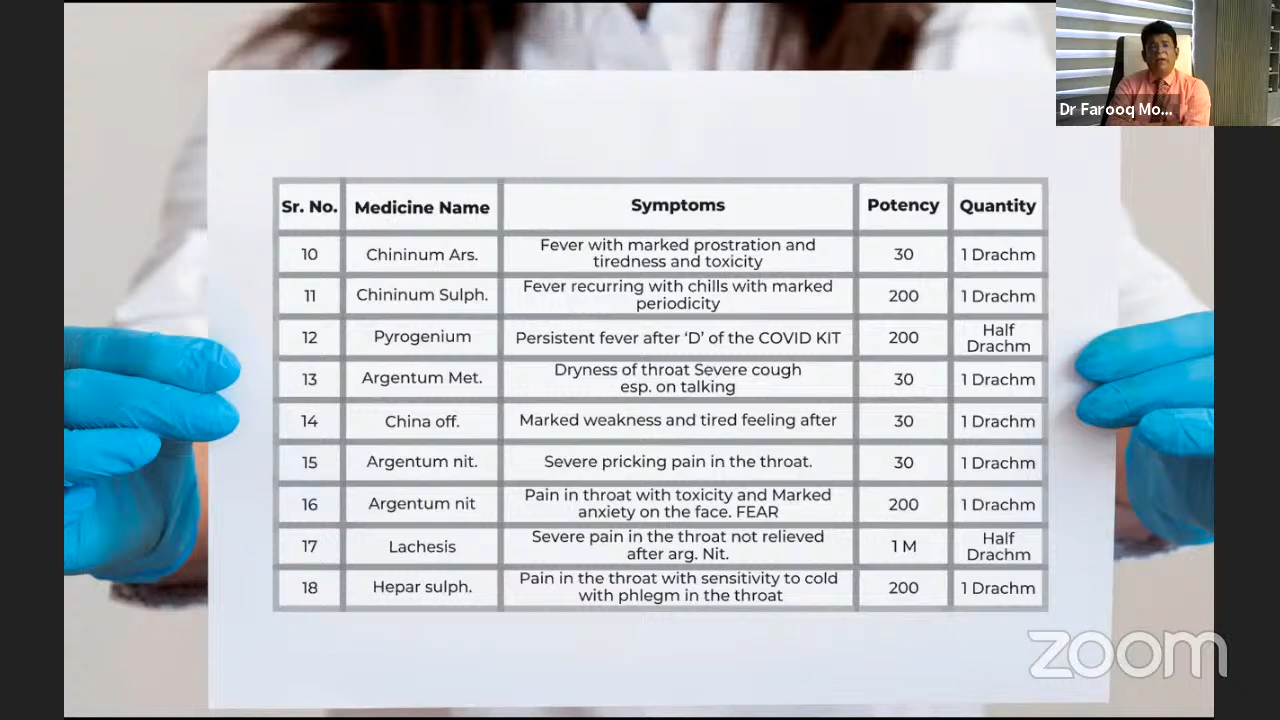 Dr Farooq Mo...
Sr. No. Medicine Name Symptoms Potency Quantity
10 Chininum Ars. Fever with marked prostration and
tiredness and toxicity 30 1 Drachm
11 Chininum Sulph. Fever recurring with chills with marked
periodicity 200 1 Drachm
12 Pyrogenium Persistent fever after ‘D’ of the COVID KIT 200 Half
Drachm
13 Argentum Met. Dryness of throat Severe cough
esp. on talking 30 1 Drachm
14 China off. Marked weakness and tired feeling after 30 1 Drachm
15 Argentum nit. Severe pricking pain in the throat. 30 1 Drachm
16 Argentum nit Pain in throat with toxicity and Marked
anxiety on the face. FEAR 200 1 Drachm
17 Lachesis Severe pain in the throat not relieved
after arg. Nit. 1 M Half
Drachm
18 Hepar sulph. Pain in the throat with sensitivity to cold
with phlegm in the throat 200 1 Drachm
zoom